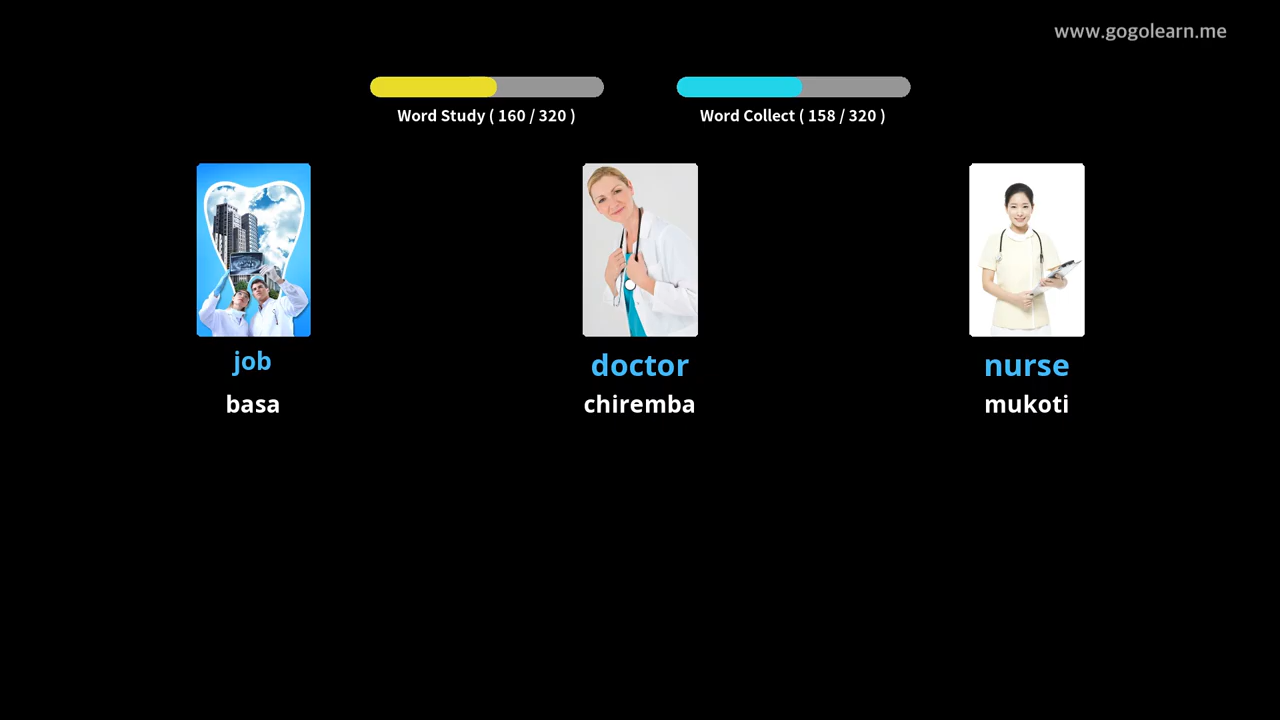 www.gogolearn.me
Word Study ( 160 / 320 )
Word Collect ( 158 / 320 )
job
doctor
nurse
basa
chiremba
mukoti